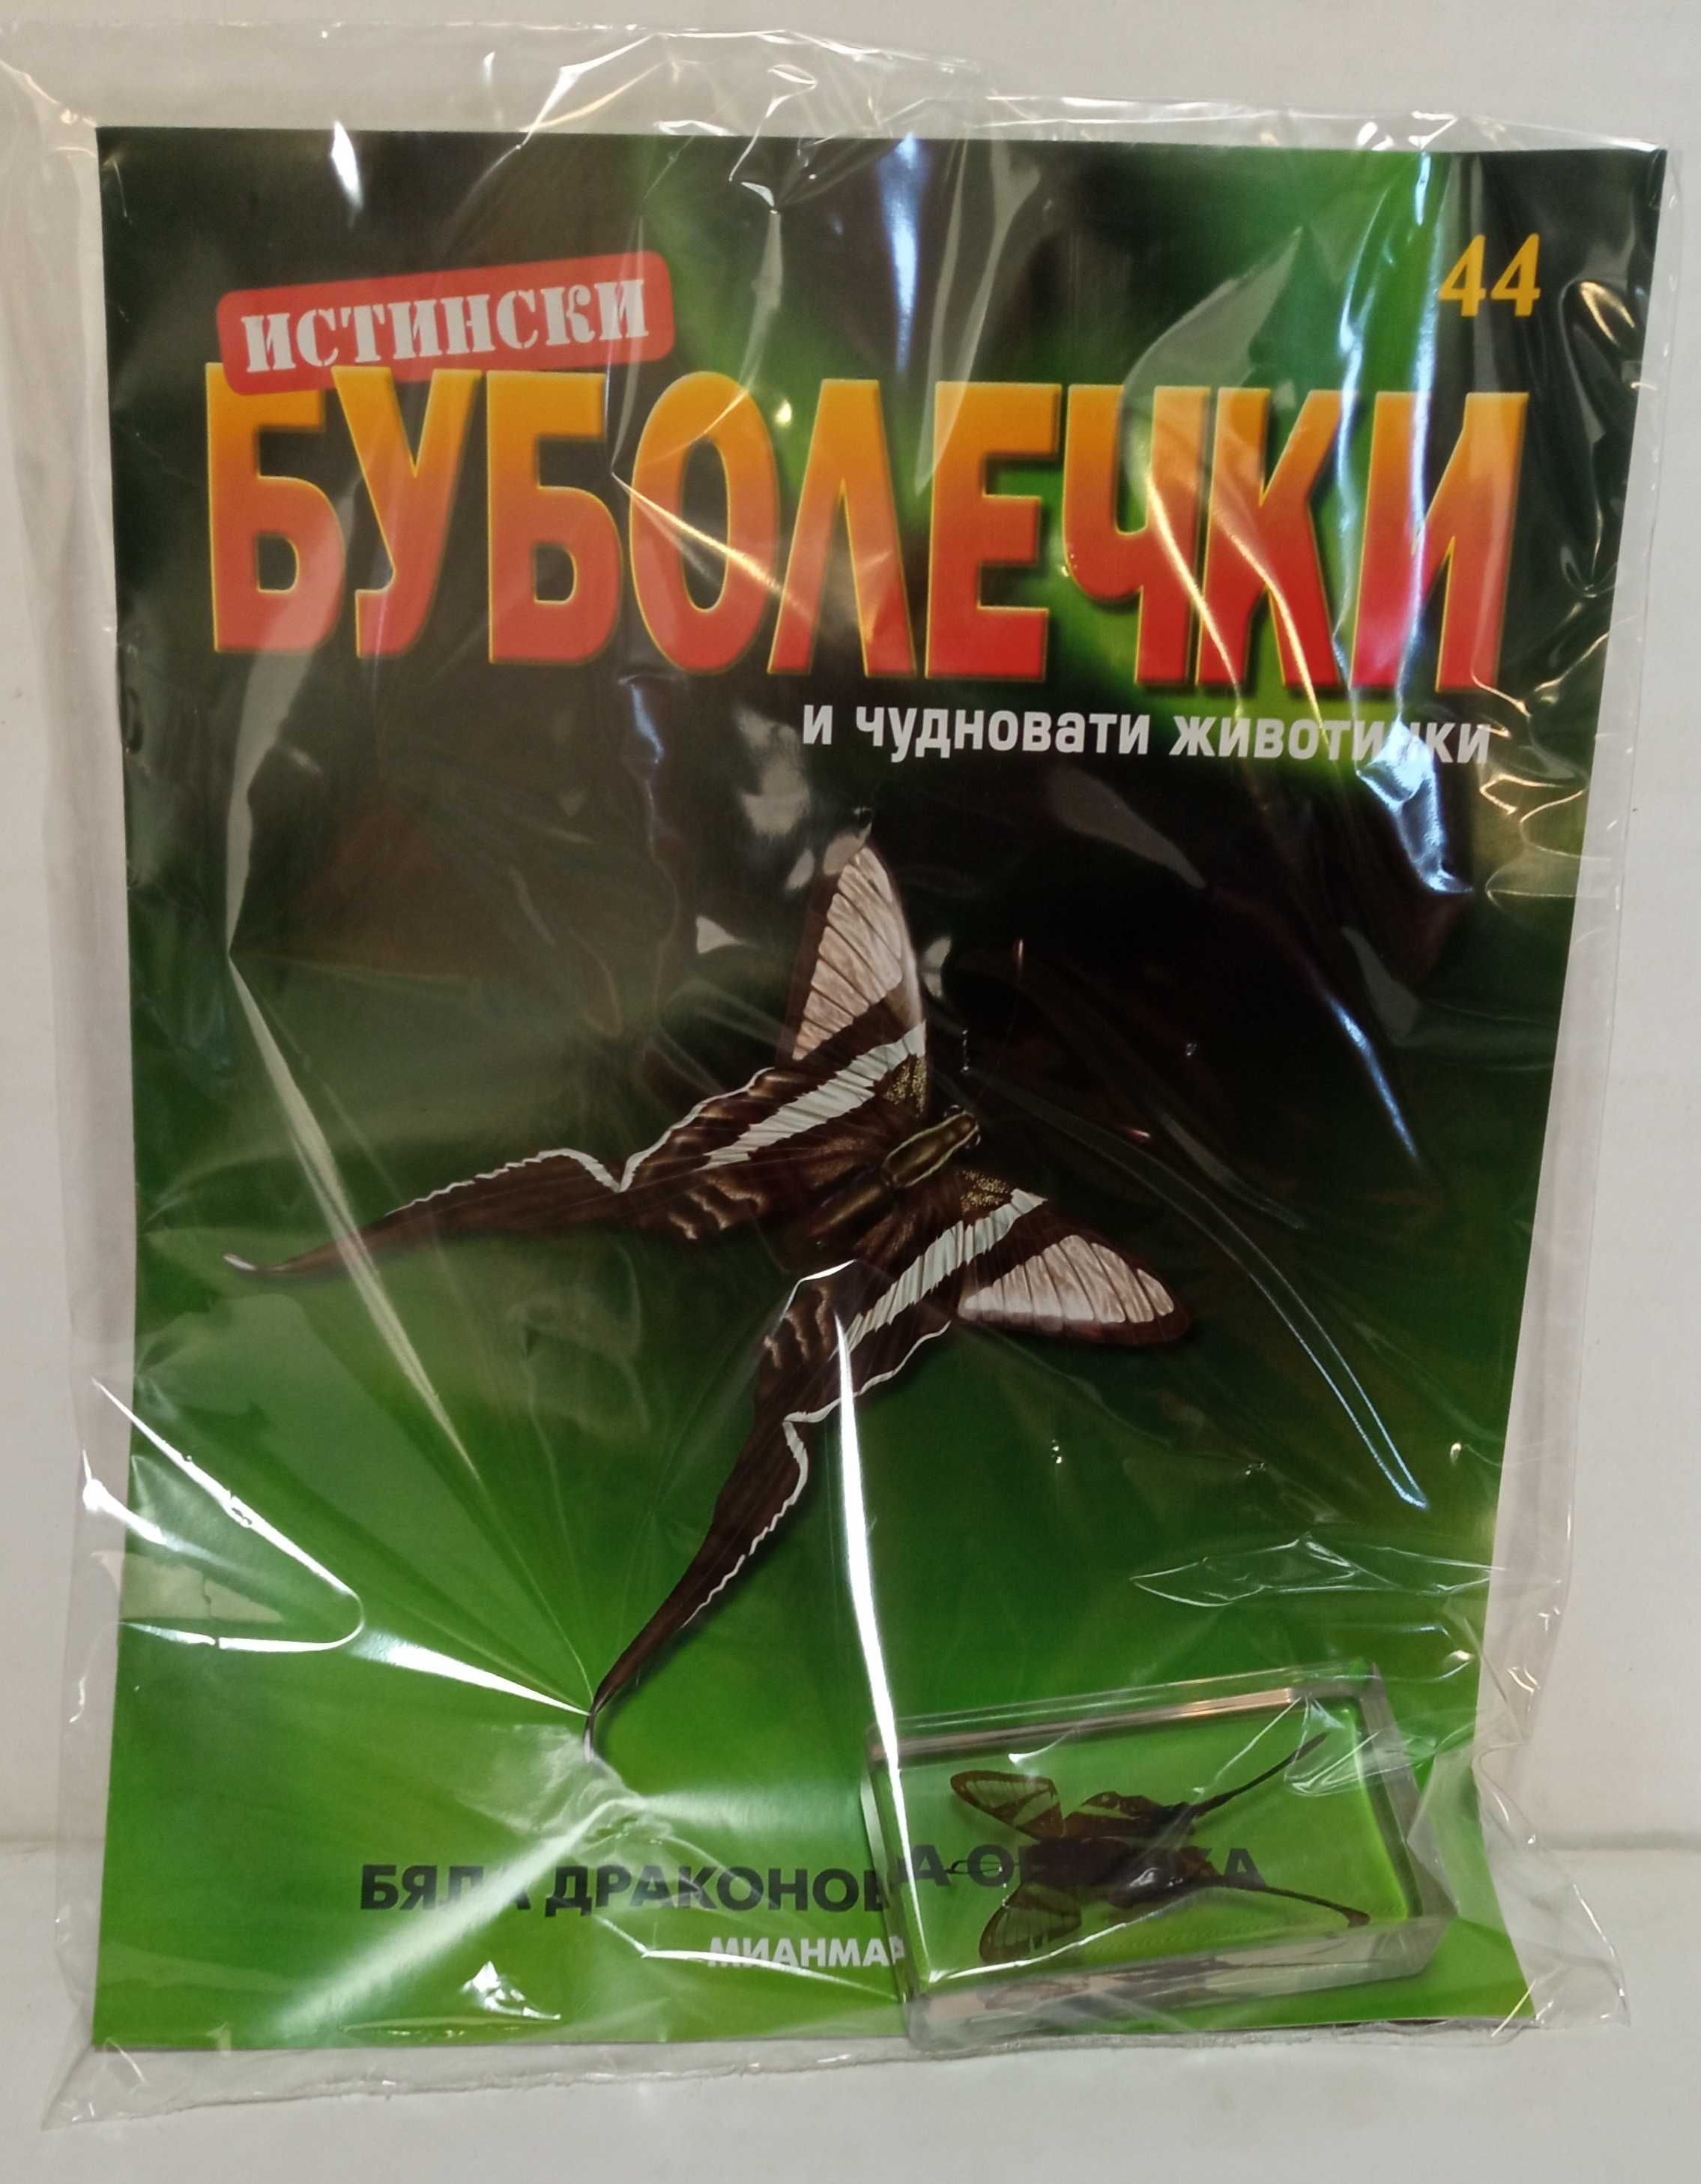 44
ИСТИНСКИ
БУБОЛЕЧКИ
и чудновати животинки
БЯЛА ДРАКОНОВА
МИАНМАР